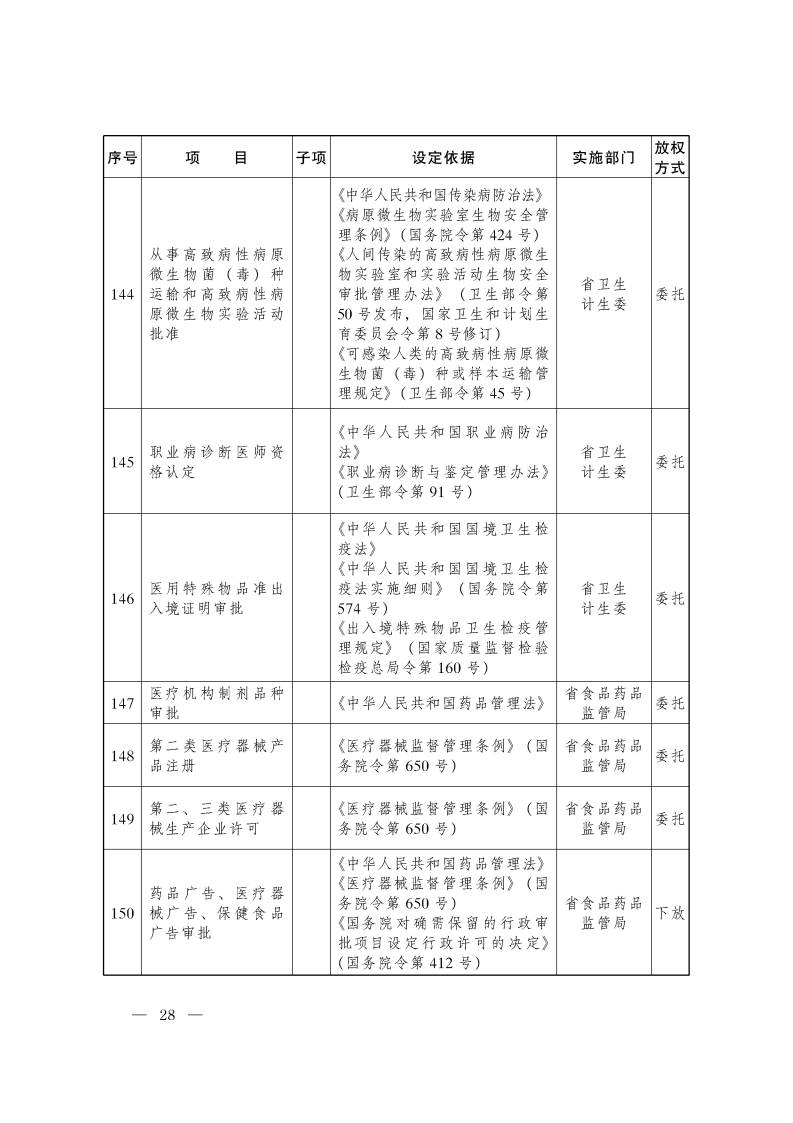 序号 项 目 子项 设定依据 实施部门 放权方式
144
从事高致病性病原
微生物菌（毒）种
运输和高致病性病
原微生物实验活动
批准
《中华人民共和国传染病防治法》
《病原微生物实验室生物安全管
理条例》（国务院令第 424 号）
《人间传染的高致病性病原微生
物实验室和实验活动生物安全
审批管理办法》（卫生部令第
50 号发布，国家卫生和计划生
育委员会令第 8 号修订）
《可感染人类的高致病性病原微
生物菌（毒）种或样本运输管
理规定》（卫生部令第 45 号）
省卫生
计生委
委托
145
职业病诊断医师资
格认定
《中华人民共和国职业病防治
法》
《职业病诊断与鉴定管理办法》
（卫生部令第 91 号）
省卫生
计生委
委托
146
医用特殊物品准出
入境证明审批
《中华人民共和国国境卫生检
疫法》
《中华人民共和国国境卫生检
疫法实施细则》（国务院令第
574 号）
《出入境特殊物品卫生检疫管
理规定》（国家质量监督检验
检疫总局令第 160 号）
省卫生
计生委
委托
147
医疗机构制剂品种
审批
《中华人民共和国药品管理法》
省食品药品
监管局
委托
148
第二类医疗器械产
品注册
《医疗器械监督管理条例》（国
务院令第 650 号）
省食品药品
监管局
委托
149
第二、三类医疗器
械生产企业许可
《医疗器械监督管理条例》（国
务院令第 650 号）
省食品药品
监管局
委托
150
药品广告、医疗器
械广告、保健食品
广告审批
《中华人民共和国药品管理法》
《医疗器械监督管理条例》（国
务院令第 650 号）
《国务院对确需保留的行政审
批项目设定行政许可的决定》
（国务院令第 412 号）
省食品药品
监管局
下放
— 28 —